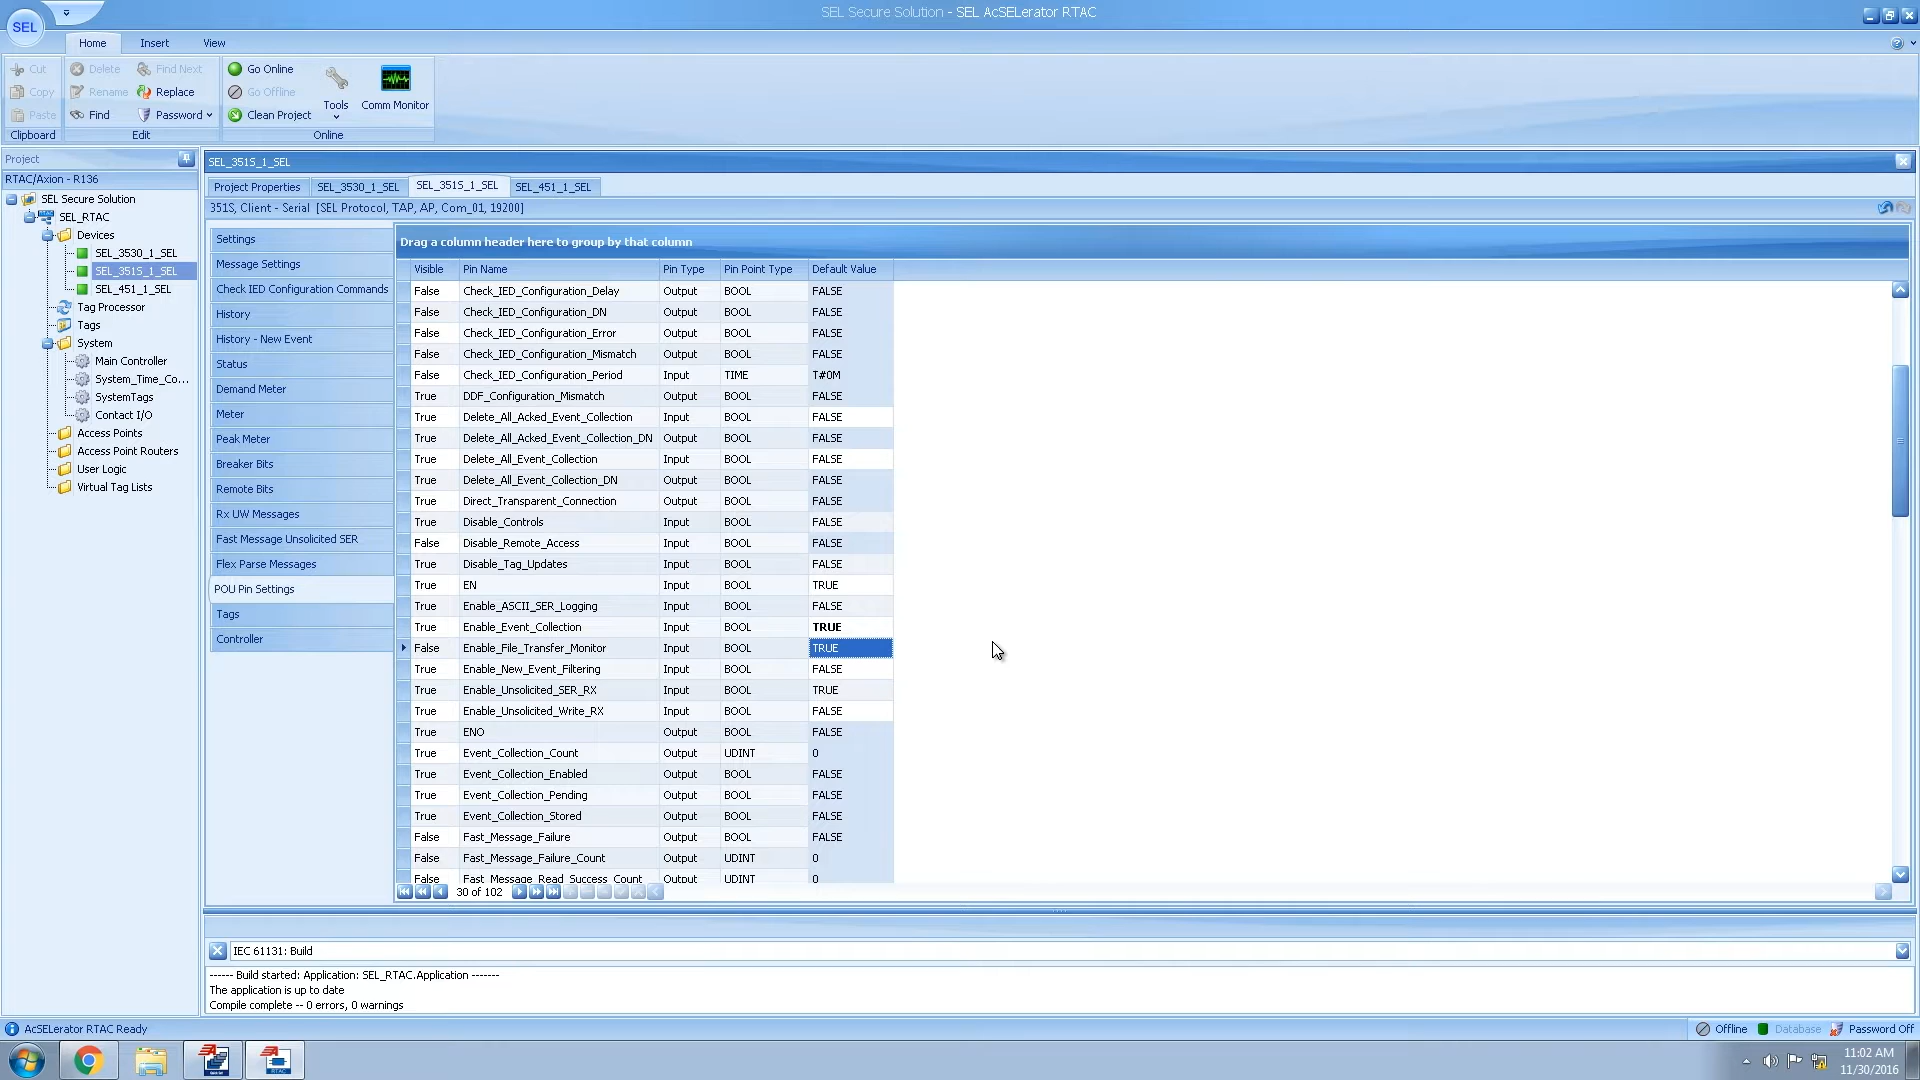 SEL Secure Solution - SEL AcSELerator RTAC
SEL
Home Insert View
Cut Delete Find Next Go Online
Copy Rename Replace Go Offline
Paste Find Password Clean Project Tools Comm Monitor
Clipboard Edit Online
Project
RTAC/Axion - R136
SEL Secure Solution
SEL_RTAC
Devices
SEL_3530_1_SEL
SEL_351S_1_SEL
SEL_451_1_SEL
Tag Processor
Tags
System
Main Controller
System_Time_Co...
SystemTags
Contact I/O
Access Points
Access Point Routers
User Logic
Virtual Tag Lists
SEL_351S_1_SEL
Project Properties SEL_3530_1_SEL SEL_351S_1_SEL SEL_451_1_SEL
351S, Client - Serial [SEL Protocol, TAP, AP, Com_01, 19200]
Settings
Message Settings
Check IED Configuration Commands
History
History - New Event
Status
Demand Meter
Meter
Peak Meter
Breaker Bits
Remote Bits
Rx UW Messages
Fast Message Unsolicited SER
Flex Parse Messages
POU Pin Settings
Tags
Controller
Drag a column header here to group by that column
Visible Pin Name Pin Type Pin Point Type Default Value
False Check_IED_Configuration_Delay Output BOOL FALSE
False Check_IED_Configuration_DN Output BOOL FALSE
False Check_IED_Configuration_Error Output BOOL FALSE
False Check_IED_Configuration_Mismatch Output BOOL FALSE
False Check_IED_Configuration_Period Input TIME T#0M
True DDF_Configuration_Mismatch Output BOOL FALSE
True Delete_All_Acked_Event_Collection Input BOOL FALSE
True Delete_All_Acked_Event_Collection_DN Output BOOL FALSE
True Delete_All_Event_Collection Input BOOL FALSE
True Delete_All_Event_Collection_DN Output BOOL FALSE
True Direct_Transparent_Connection Output BOOL FALSE
True Disable_Controls Input BOOL FALSE
False Disable_Remote_Access Input BOOL FALSE
True Disable_Tag_Updates Input BOOL FALSE
True EN Input BOOL TRUE
True Enable_ASCII_SER_Logging Input BOOL FALSE
True Enable_Event_Collection Input BOOL TRUE
False Enable_File_Transfer_Monitor Input BOOL TRUE
True Enable_New_Event_Filtering Input BOOL FALSE
True Enable_Unsolicited_SER_RX Input BOOL TRUE
True Enable_Unsolicited_Write_RX Input BOOL FALSE
True ENO Output BOOL FALSE
True Event_Collection_Count Output UDINT 0
True Event_Collection_Enabled Output BOOL FALSE
True Event_Collection_Pending Output BOOL FALSE
True Event_Collection_Stored Output BOOL FALSE
False Fast_Message_Failure Output BOOL FALSE
False Fast_Message_Failure_Count Output UDINT 0
False Fast_Message_Read_Success_Count Output UDINT 0
30 of 102
IEC 61131: Build
------ Build started: Application: SEL_RTAC.Application -------
The application is up to date
Compile complete -- 0 errors, 0 warnings
AcSELerator RTAC Ready Offline Database Password Off
11:02 AM
11/30/2016